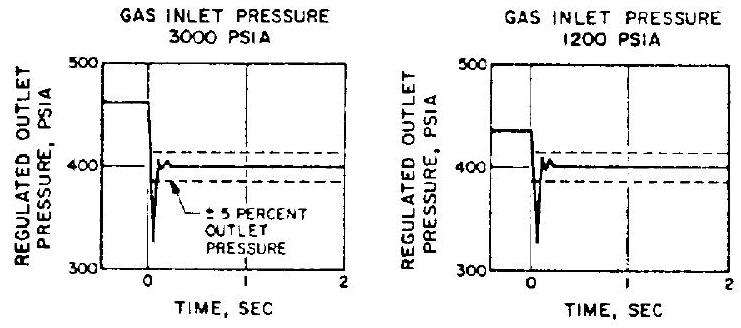 GAS INLET PRESSURE
3000 PSIA
500
400
300
REGULATED OUTLET
PRESSURE, PSIA
± 5 PERCENT
OUTLET
PRESSURE
0
1
2
TIME, SEC
GAS INLET PRESSURE
1200 PSIA
500
400
300
REGULATED OUTLET
PRESSURE, PSIA
0
1
2
TIME, SEC